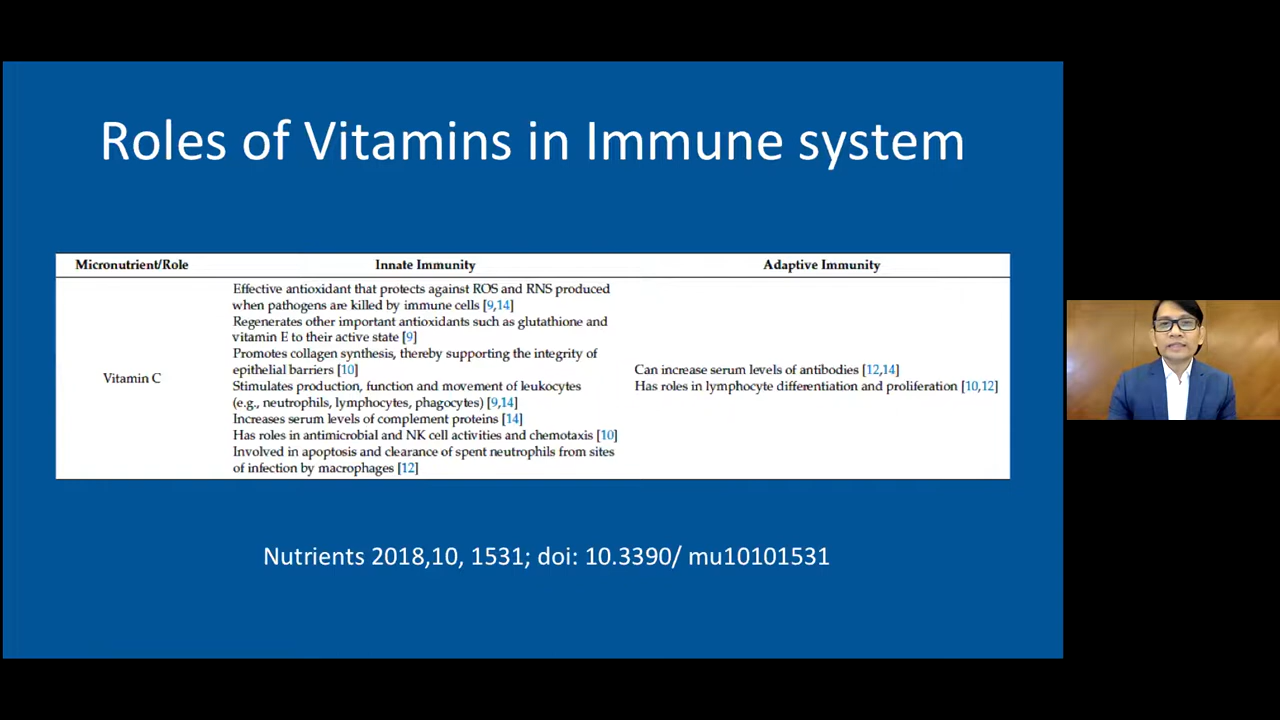 Roles of Vitamins in Immune system
Micronutrient/Role
Innate Immunity
Adaptive Immunity
Vitamin C
Effective antioxidant that protects against ROS and RNS produced
when pathogens are killed by immune cells [9,14]
Regenerates other important antioxidants such as glutathione and
vitamin E to their active state [9]
Promotes collagen synthesis, thereby supporting the integrity of
epithelial barriers [10]
Stimulates production, function and movement of leukocytes
(e.g., neutrophils, lymphocytes, phagocytes) [9,14]
Increases serum levels of complement proteins [14]
Has roles in antimicrobial and NK cell activities and chemotaxis [10]
Involved in apoptosis and clearance of spent neutrophils from sites
of infection by macrophages [12]
Can increase serum levels of antibodies [12,14]
Has roles in lymphocyte differentiation and proliferation [10,12]
Nutrients 2018,10, 1531; doi: 10.3390/ mu10101531